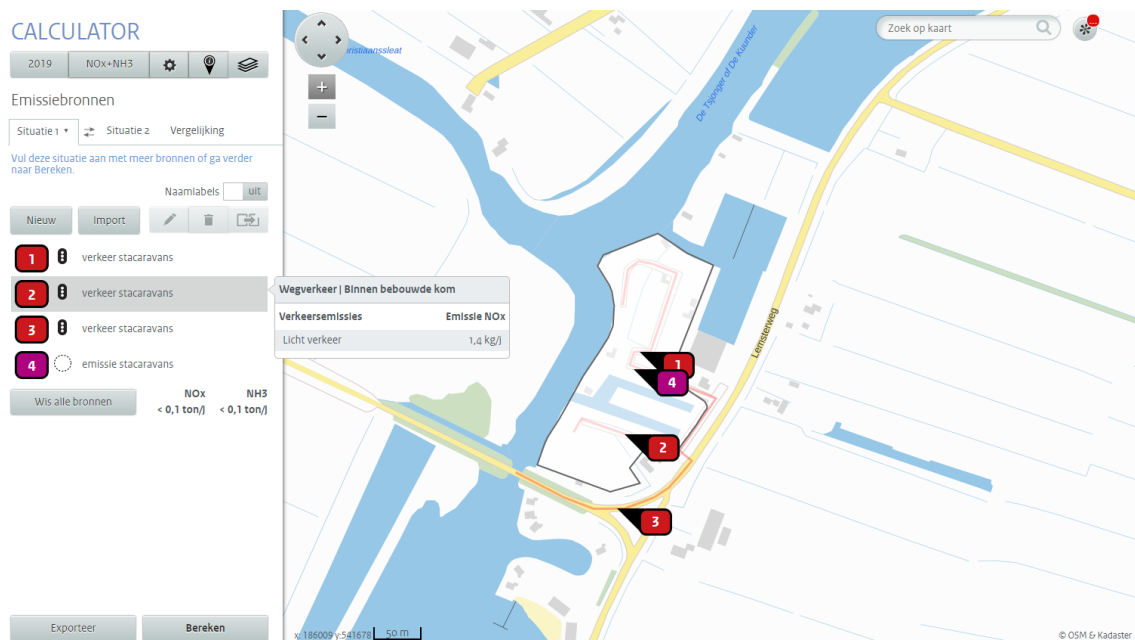 CALCULATOR
2019
NOx+NH3
Emissiebronnen
Situatie 1
Situatie 2
Vergelijking
Vul deze situatie aan met meer bronnen of ga verder
naar Bereken.
Naamlabels
uit
Nieuw
Import
1
verkeer stacaravans
2
verkeer stacaravans
3
verkeer stacaravans
4
emissie stacaravans
Wis alle bronnen
NOx
NH3
< 0,1 ton/j
< 0,1 ton/j
Exporteer
Bereken
Wegverkeer | Binnen bebouwde kom
Verkeersemissies
Emissie NOx
Licht verkeer
1,4 kg/j
+
−
De Tsjonger of De Kuunder
Zoek op kaart
...
Lemsterweg
1
4
2
3
x: 186009 y:541678
50 m
© OSM & Kadaster